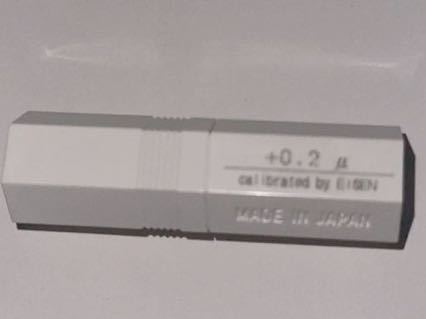 +0.2 μ
calibrated by EISEN
MADE IN JAPAN